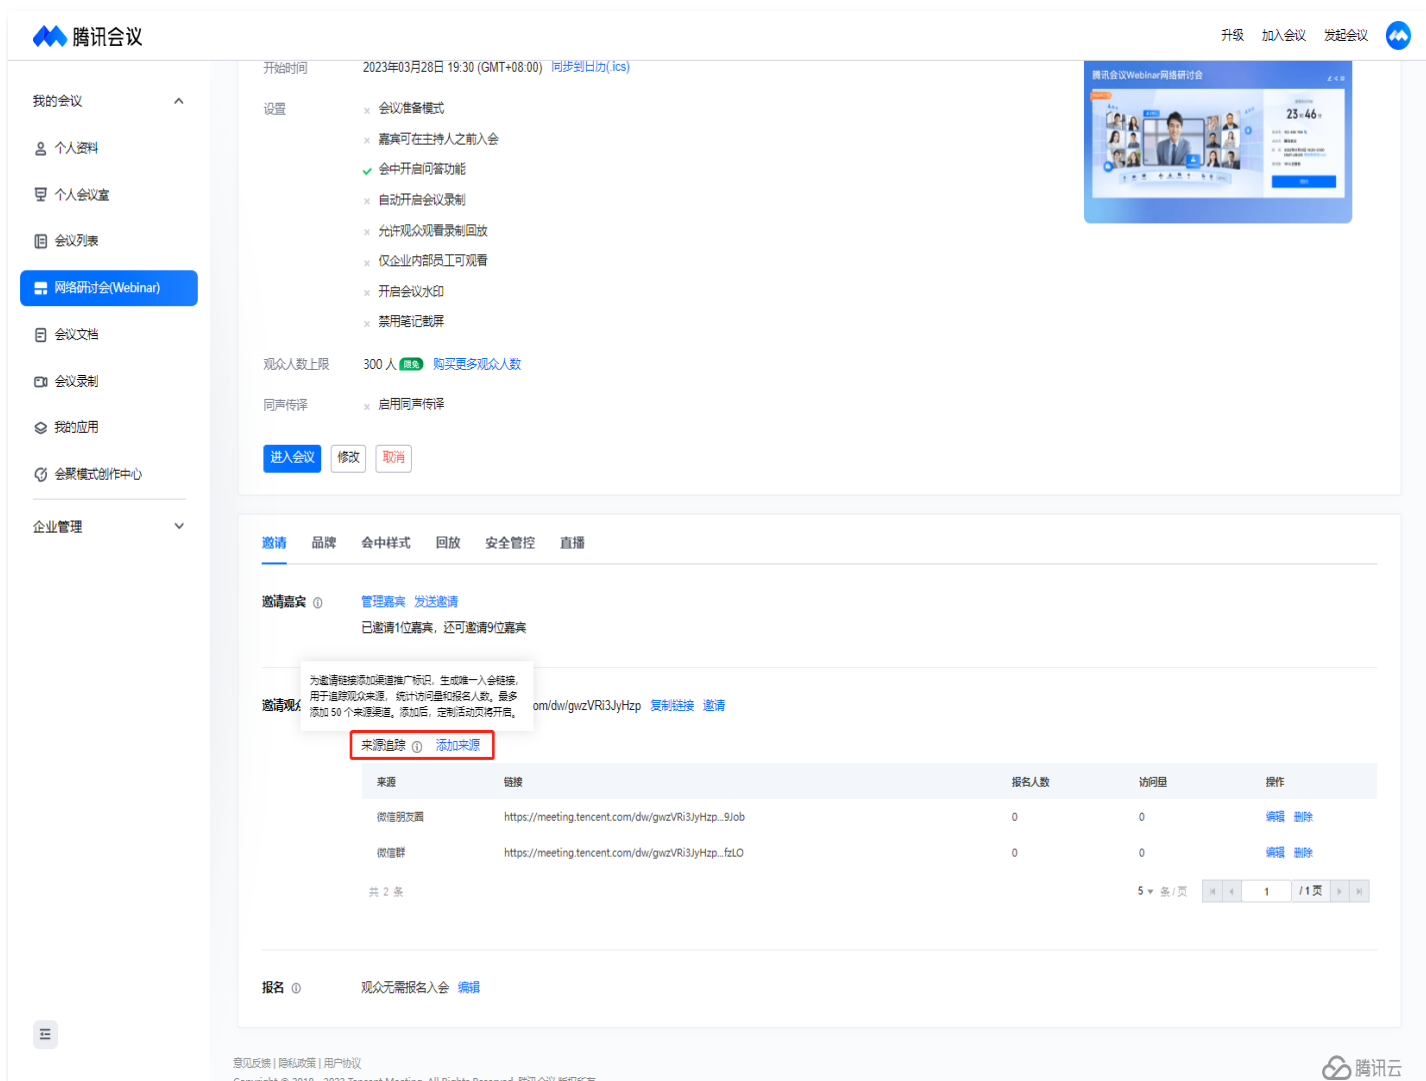 腾讯会议
升级 加入会议 发起会议
我的会议
个人资料
个人会议室
会议列表
网络研讨会(Webinar)
会议文档
会议录制
我的应用
会聚模式创作中心
企业管理
开始时间 2023年03月28日 19:30 (GMT+08:00) 同步到日历(.ics)
设置
× 会议准备模式
× 嘉宾可在主持人之前入会
会中开启问答功能
× 自动开启会议录制
× 允许观众观看录制回放
× 仅企业内部员工可观看
× 开启会议水印
× 禁用笔记截屏
观众人数上限 300 人 限免 购买更多观众人数
同声传译 × 启用同声传译
进入会议 修改 取消
腾讯会议Webinar网络研讨会
邀请 品牌 会中样式 回放 安全管控 直播
邀请嘉宾 管理嘉宾 发送邀请
已邀请1位嘉宾，还可邀请9位嘉宾
为邀请链接添加渠道推广标识，生成唯一入会链接，
用于追踪观众来源，统计访问量和报名人数。最多
添加 50 个来源渠道。添加后，定制活动页将开启。
邀请观众 om/dw/gwzVRi3JyHzp 复制链接 邀请
来源追踪 添加来源
来源 链接 报名人数 访问量 操作
微信朋友圈 https://meeting.tencent.com/dw/gwzVRi3JyHzp...9Job 0 0 编辑 删除
微信群 https://meeting.tencent.com/dw/gwzVRi3JyHzp...fzLO 0 0 编辑 删除
共 2 条
5 条 / 页 1 / 1 页
报名 观众无需报名入会 编辑
意见反馈 | 隐私政策 | 用户协议
Copyright © 2018 - 2023 Tencent Meeting. All Rights Reserved. 腾讯会议 版权所有
腾讯云